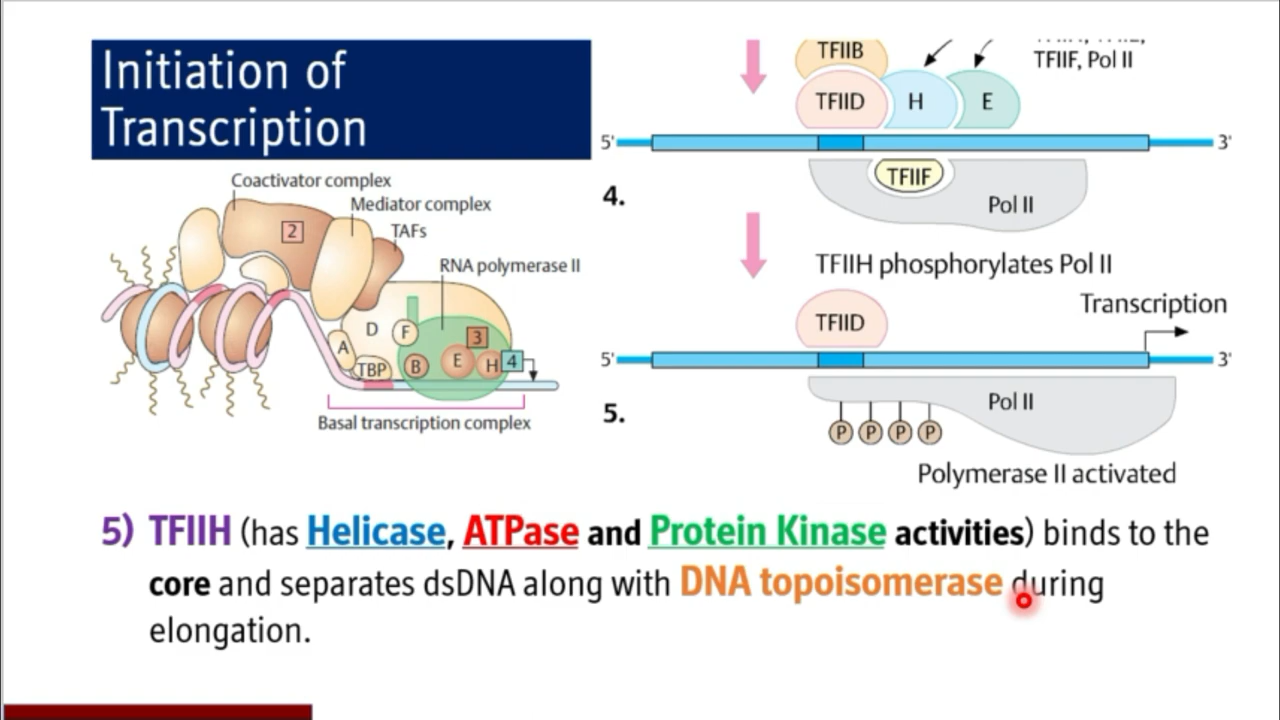 Initiation of
Transcription
Coactivator complex
Mediator complex
TAFs
RNA polymerase II
2
D
F
3
A
TBP
B
E
H
4
Basal transcription complex
TFIIF, Pol II
TFIIB
TFIID
H
E
5'
3'
4.
TFIIF
Pol II
TFIIH phosphorylates Pol II
Transcription
TFIID
5'
3'
5.
Pol II
P P P P
Polymerase II activated
5) TFIIH (has Helicase, ATPase and Protein Kinase activities) binds to the
core and separates dsDNA along with DNA topoisomerase during
elongation.